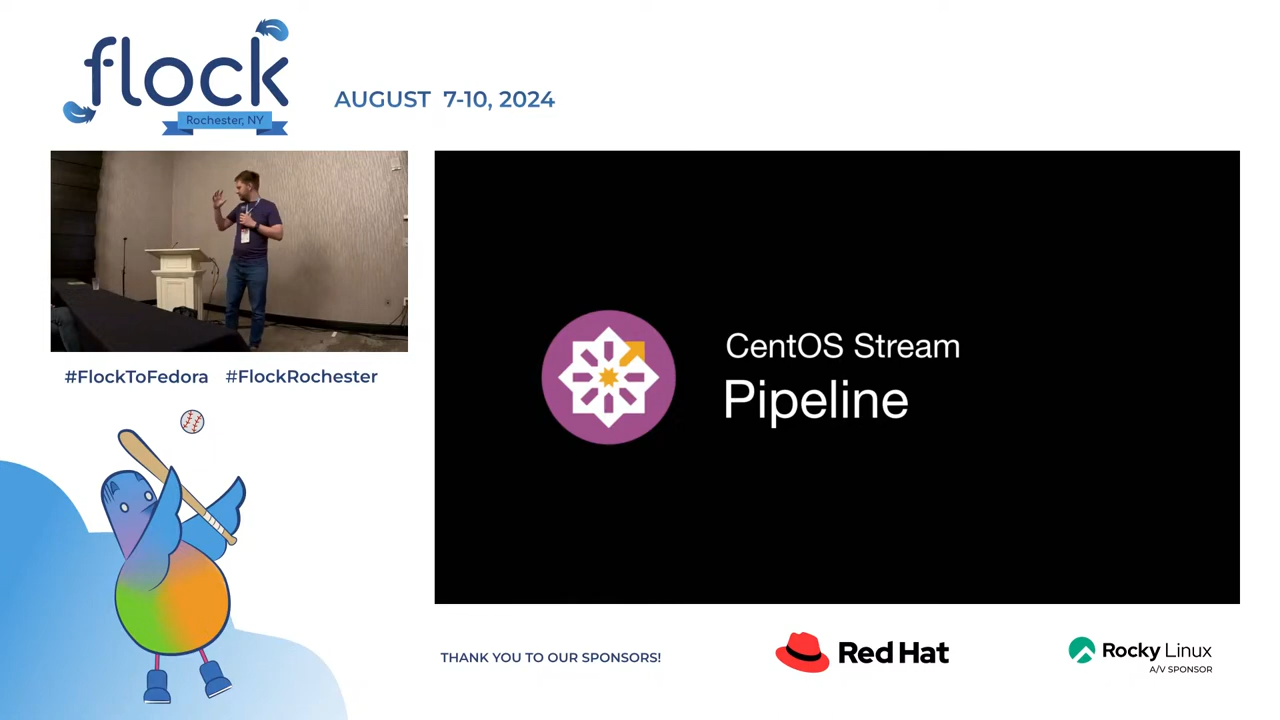 flock
Rochester, NY
AUGUST 7-10, 2024
#FlockToFedora #FlockRochester
CentOS Stream
Pipeline
THANK YOU TO OUR SPONSORS!
Red Hat
Rocky Linux
A/V SPONSOR